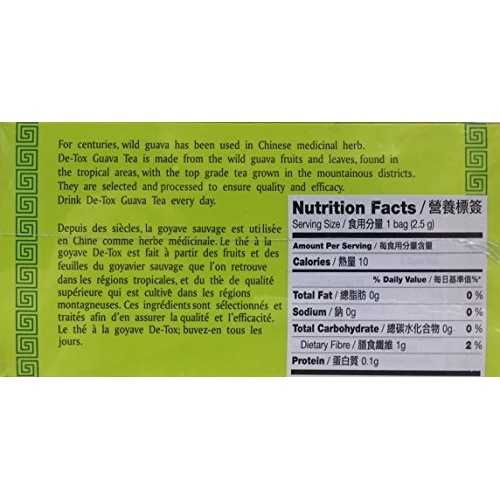 For centuries, wild guava has been used in Chinese medicinal herb.
De-Tox Guava Tea is made from the wild guava fruits and leaves, found in
the tropical areas, with the top grade tea grown in the mountainous districts.
They are selected and processed to ensure quality and efficacy.
Drink De-Tox Guava Tea every day.
Depuis des siècles, la goyave sauvage est utilisée
en Chine comme herbe médicinale. Le thé à la
goyave De-Tox est fait à partir des fruits et des
feuilles du goyavier sauvage que l'on retrouve
dans les régions tropicales, et du thé de qualité
supérieure qui est cultivé dans les régions
montagneuses. Ces ingrédients sont sélectionnés et
traités afin d'en assurer la qualité et l'efficacité.
Le thé à la goyave De-Tox; buvez-en tous les
jours.
Nutrition Facts / 營養標簽
Serving Size / 食用分量 1 bag (2.5 g)
Amount Per Serving / 每食用分量含量
Calories / 熱量 10
% Daily Value / 每日基準值%*
Total Fat / 總脂肪 0g 0 %
Sodium / 鈉 0g 0 %
Total Carbohydrate / 總碳水化合物 0g 0 %
Dietary Fibre / 膳食纖維 1g 2 %
Protein / 蛋白質 0.1g